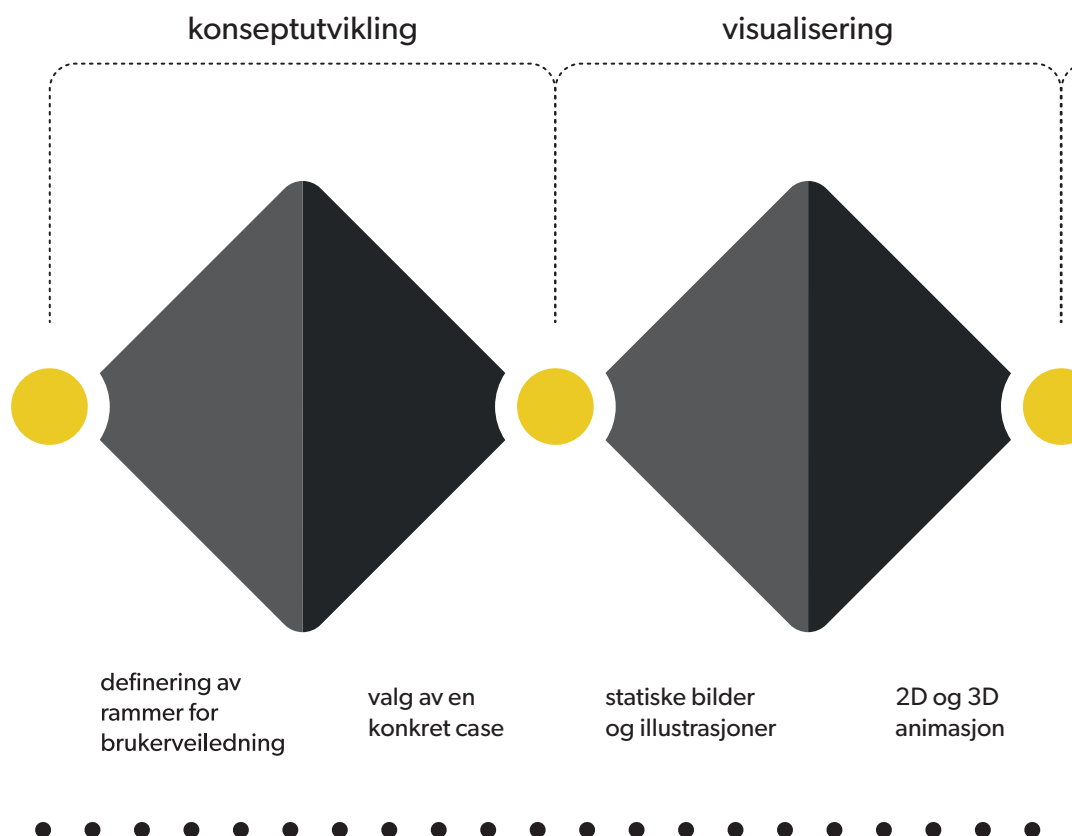 konseptutvikling
visualisering
definering av
rammer for
brukerveiledning
valg av en
konkret case
statiske bilder
og illustrasjoner
2D og 3D
animasjon